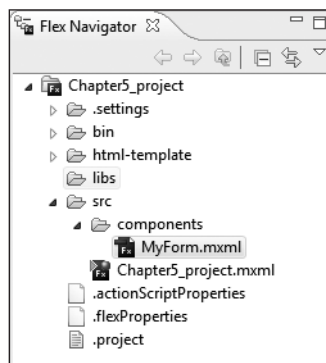 Flex Navigator
Chapter5_project
.settings
bin
html-template
libs
src
components
MyForm.mxml
Chapter5_project.mxml
.actionScriptProperties
.flexProperties
.project